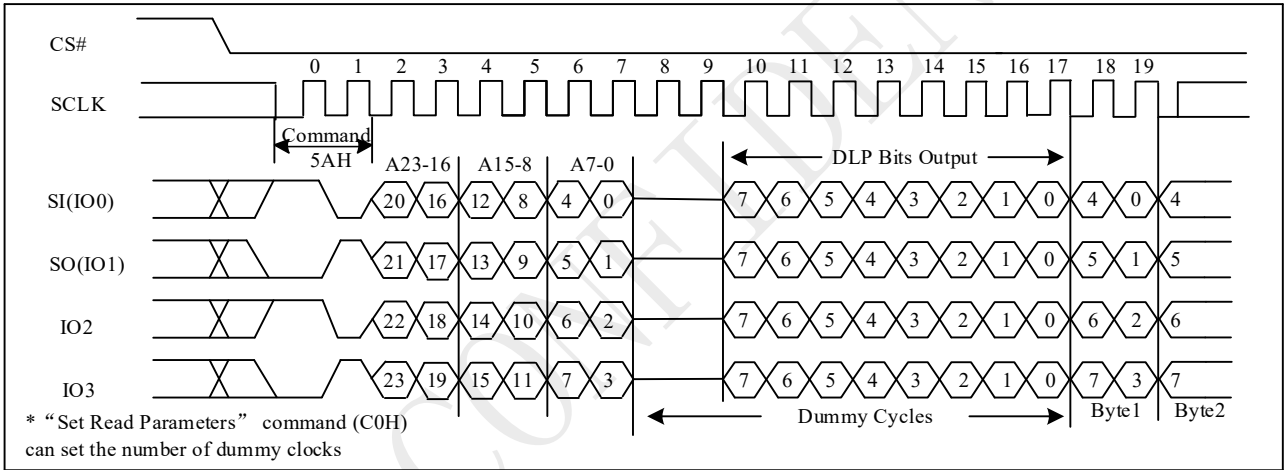 CS#
0 1 2 3 4 5 6 7 8 9 10 11 12 13 14 15 16 17 18 19
SCLK
Command
5AH
A23-16 A15-8 A7-0 DLP Bits Output
SI(IO0) 20 16 12 8 4 0 7 6 5 4 3 2 1 0 4 0 4
SO(IO1) 21 17 13 9 5 1 7 6 5 4 3 2 1 0 5 1 5
IO2 22 18 14 10 6 2 7 6 5 4 3 2 1 0 6 2 6
IO3 23 19 15 11 7 3 7 6 5 4 3 2 1 0 7 3 7
Dummy Cycles Byte1 Byte2
* “Set Read Parameters” command (C0H)
can set the number of dummy clocks
CONFIDEN